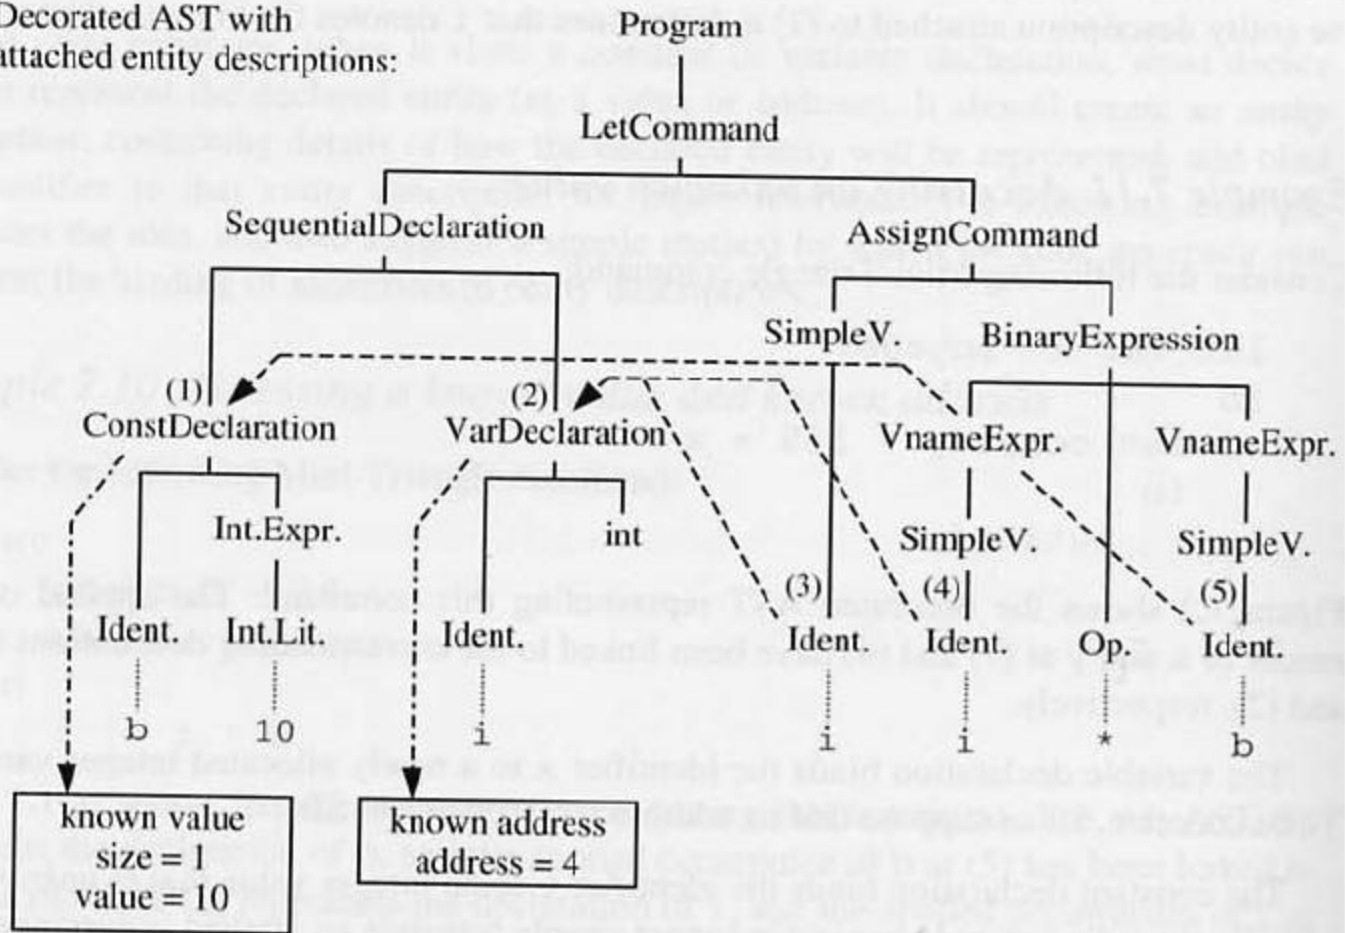 Decorated AST with
attached entity descriptions:
Program
LetCommand
SequentialDeclaration
AssignCommand
SimpleV.
BinaryExpression
(1)
(2)
ConstDeclaration
VarDeclaration
VnameExpr.
VnameExpr.
Int.Expr.
int
SimpleV.
SimpleV.
(3)
(4)
(5)
Ident.
Int.Lit.
Ident.
Ident.
Ident.
Op.
Ident.
b
10
i
i
i
*
b
known value
size = 1
value = 10
known address
address = 4